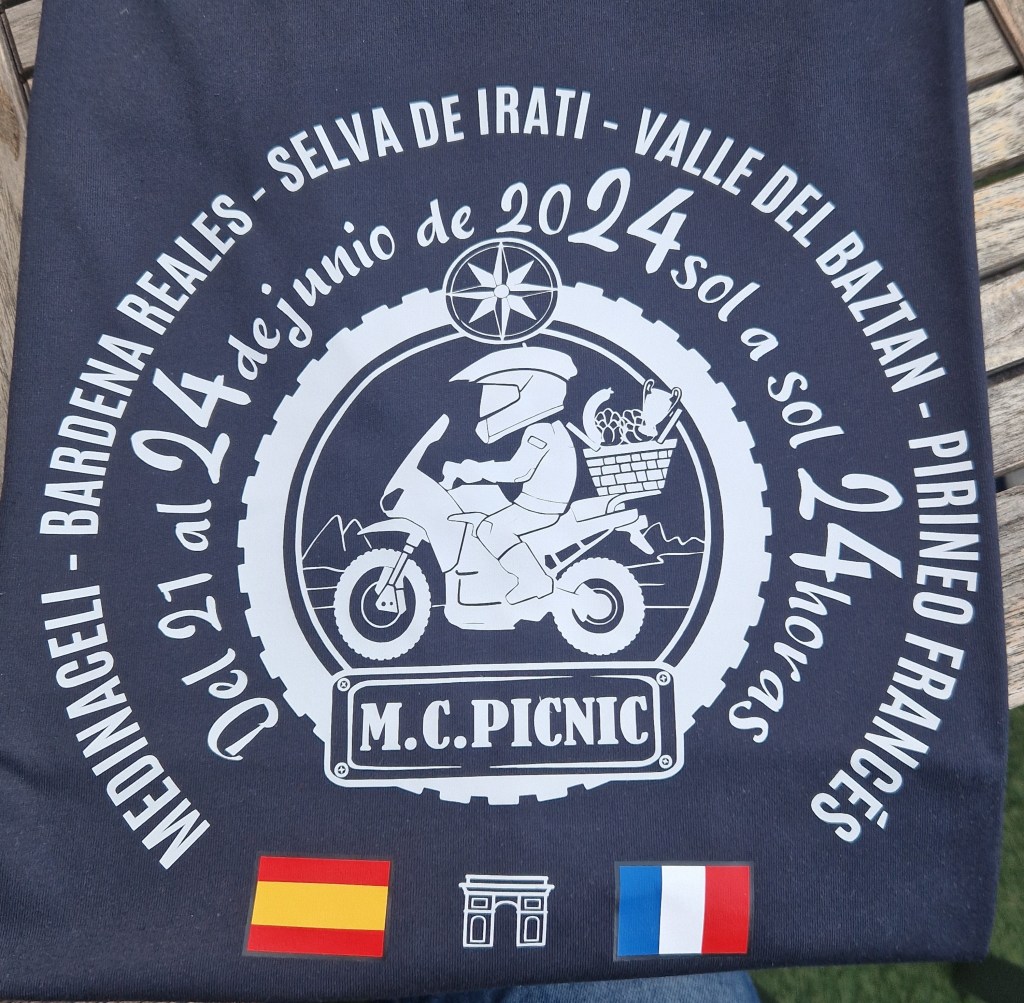 MEDINACELI - BARDENA REALES - SELVA DE IRATI - VALLE DEL BAZTAN - PIRINEO FRANCÉS
Del 21 al 24 de junio de 2024 sol a sol 24 horas
M.C.PICNIC